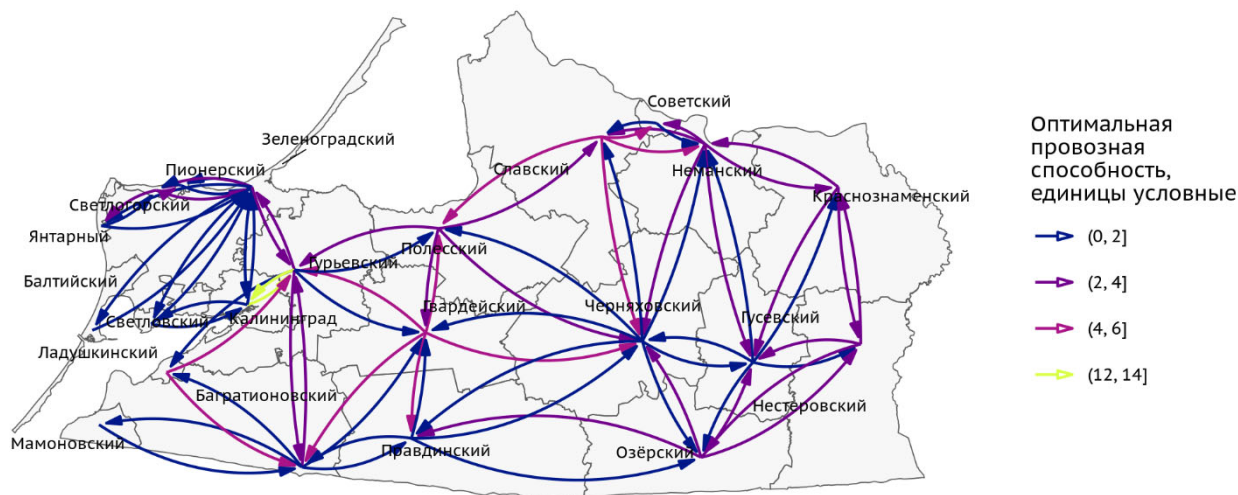 Советский
Зеленоградский
Пионерский
Славский
Неманский
Светлогорский
Краснознаменский
Янтарный
Полесский
Гурьевский
Балтийский
Гвардейский
Черняховский
Гусевский
Светловский
Калининград
Ладушкинский
Багратионовский
Нестеровский
Мамоновский
Правдинский
Озёрский
Оптимальная
провозная
способность,
единицы условные
(0, 2]
(2, 4]
(4, 6]
(12, 14]